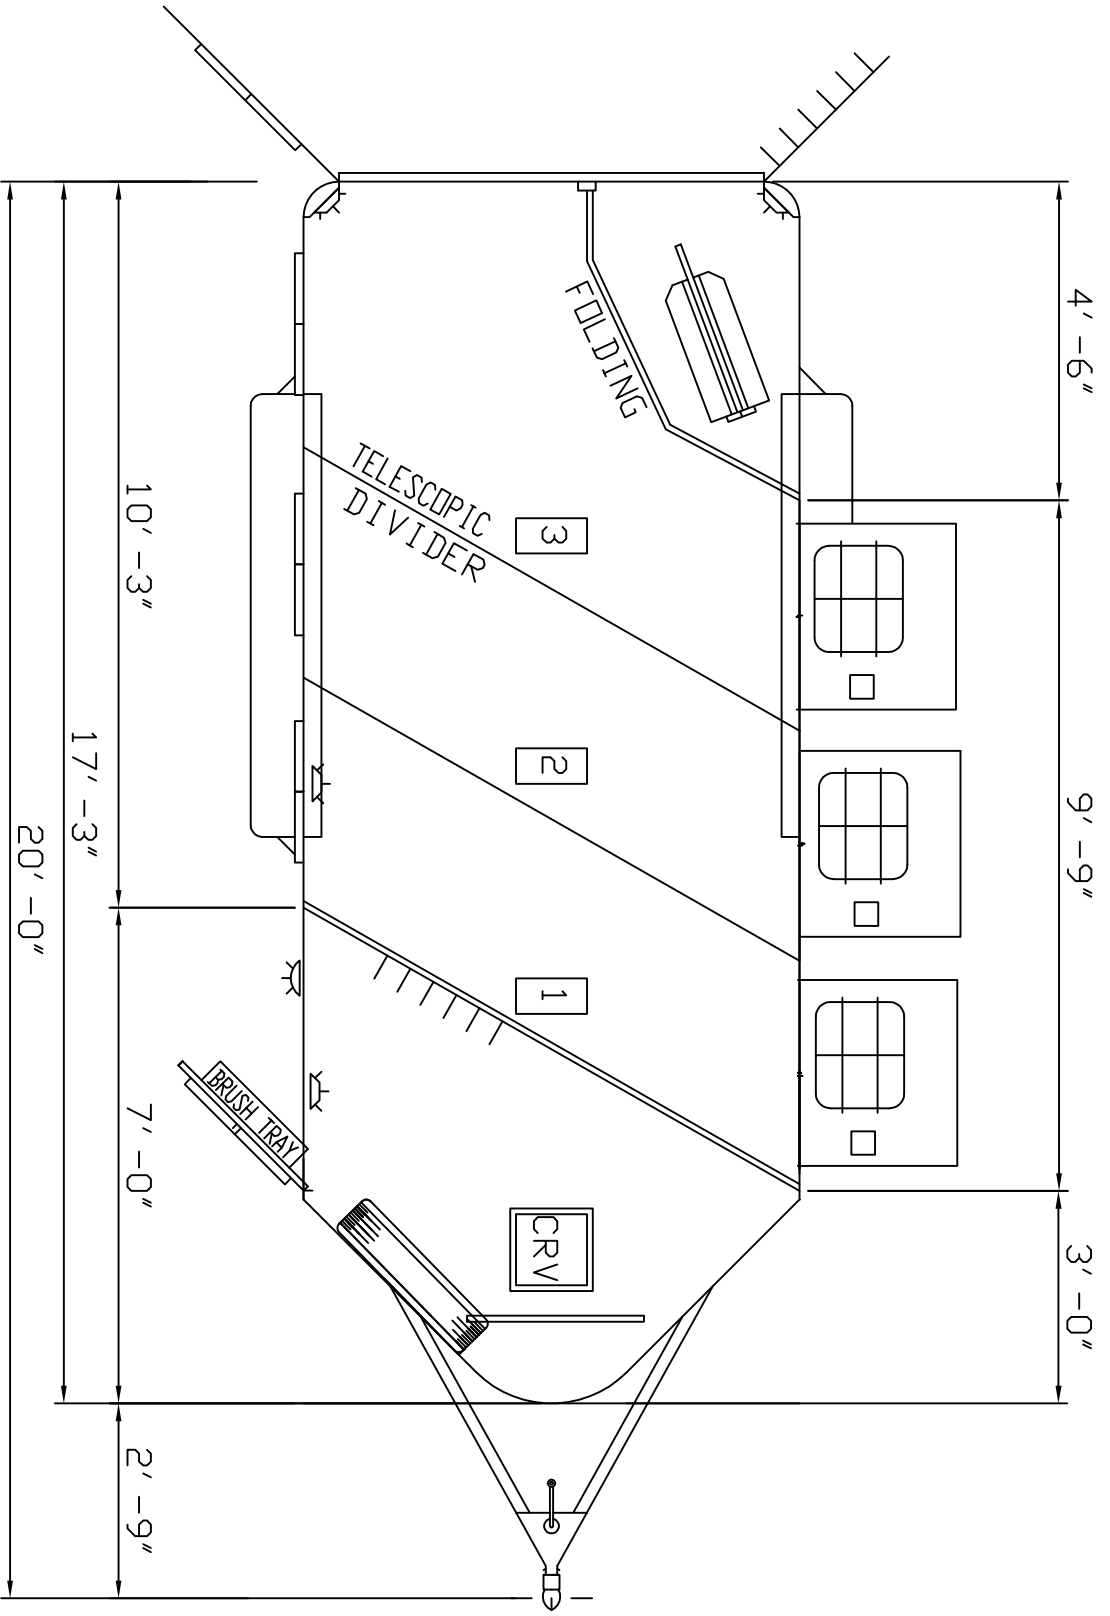 4'-6"
9'-9"
3'-0"
FOLDING
TELESCOPIC
DIVIDER
3
2
1
CRV
BRUSH TRAY
10'-3"
7'-0"
2'-9"
17'-3"
20'-0"